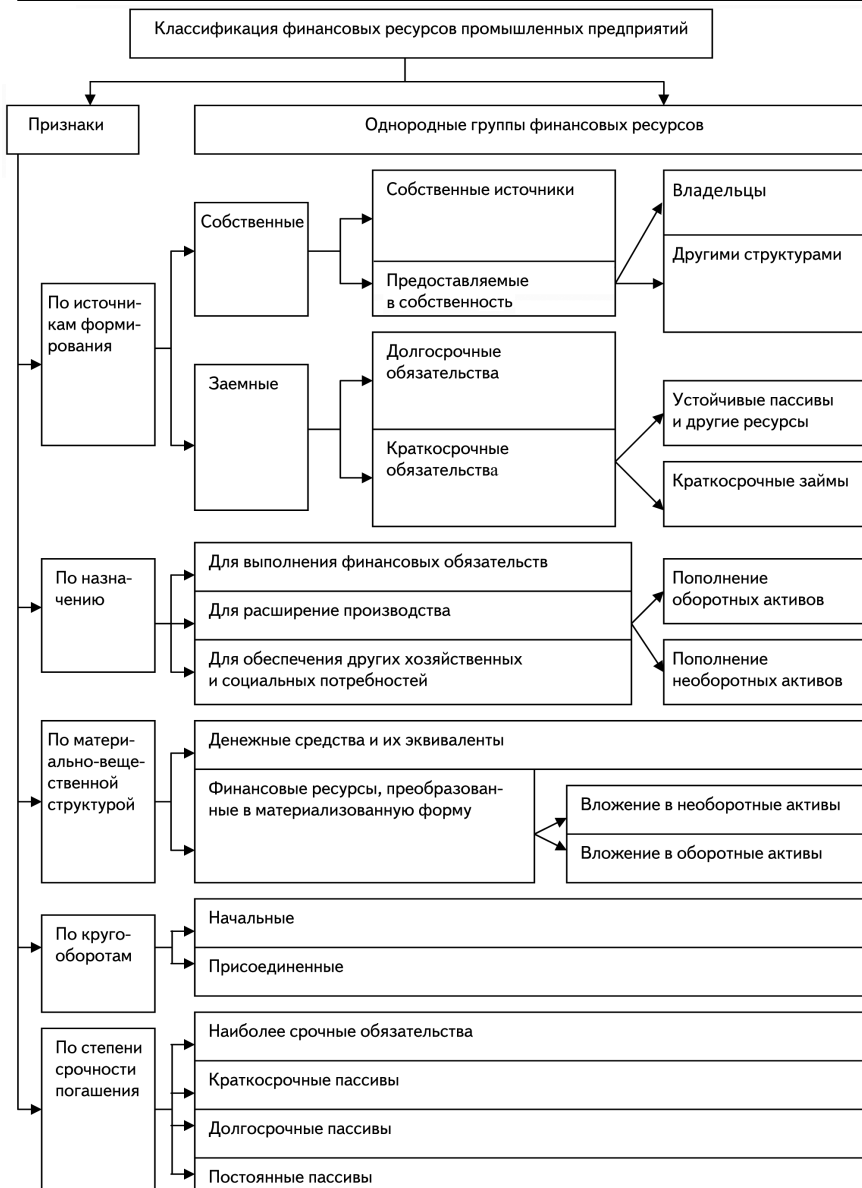 Классификация финансовых ресурсов промышленных предприятий
Признаки
Однородные группы финансовых ресурсов
По источни-
кам форми-
рования
Собственные
Собственные источники
Предоставляемые
в собственность
Владельцы
Другими структурами
Заемные
Долгосрочные
обязательства
Краткосрочные
обязательства
Устойчивые пассивы
и другие ресурсы
Краткосрочные займы
По назна-
чению
Для выполнения финансовых обязательств
Для расширение производства
Для обеспечения других хозяйственных
и социальных потребностей
Пополнение
оборотных активов
Пополнение
необоротных активов
По матери-
ально-веще-
ственной
структурой
Денежные средства и их эквиваленты
Финансовые ресурсы, преобразован-
ные в материализованную форму
Вложение в необоротные активы
Вложение в оборотные активы
По круго-
оборотам
Начальные
Присоединенные
По степени
срочности
погашения
Наиболее срочные обязательства
Краткосрочные пассивы
Долгосрочные пассивы
Постоянные пассивы